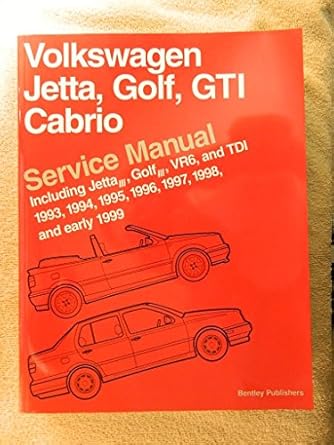 Volkswagen
Jetta, Golf, GTI
Cabrio
Service Manual
Including Jetta III, Golf III, VR6, and TDI
1993, 1994, 1995, 1996, 1997, 1998,
and early 1999
Bentley Publishers